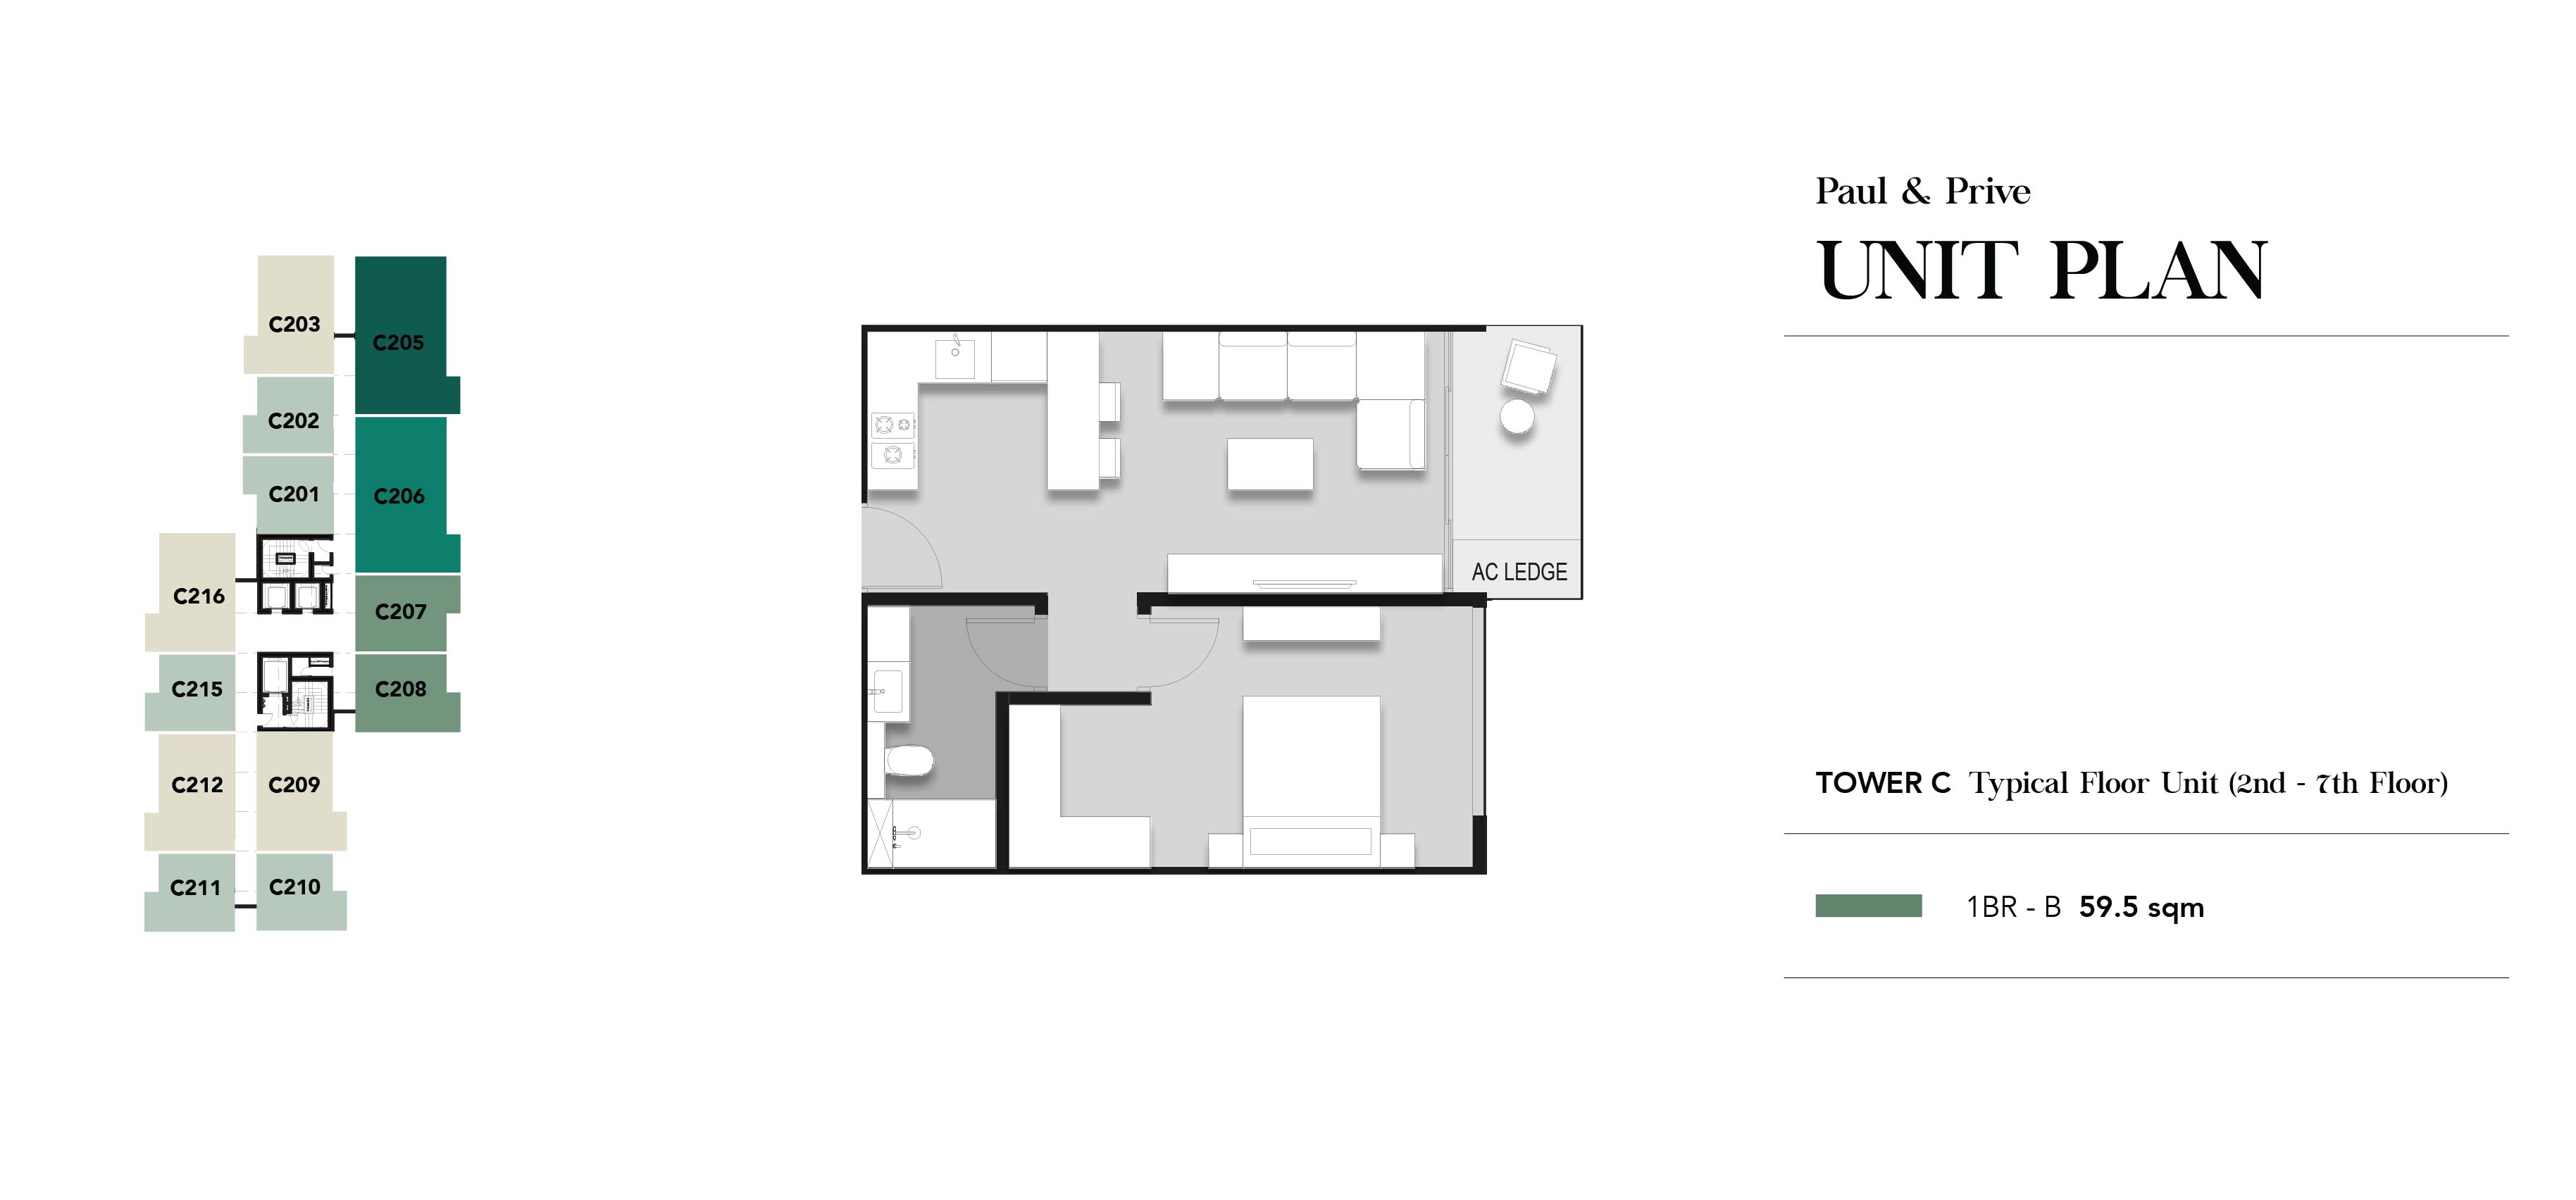 Paul & Prive
UNIT PLAN
C203
C205
C202
C206
C201
C216
C207
C215
C208
C212
C209
C211
C210
AC LEDGE
TOWER C Typical Floor Unit (2nd - 7th Floor)
1BR - B 59.5 sqm